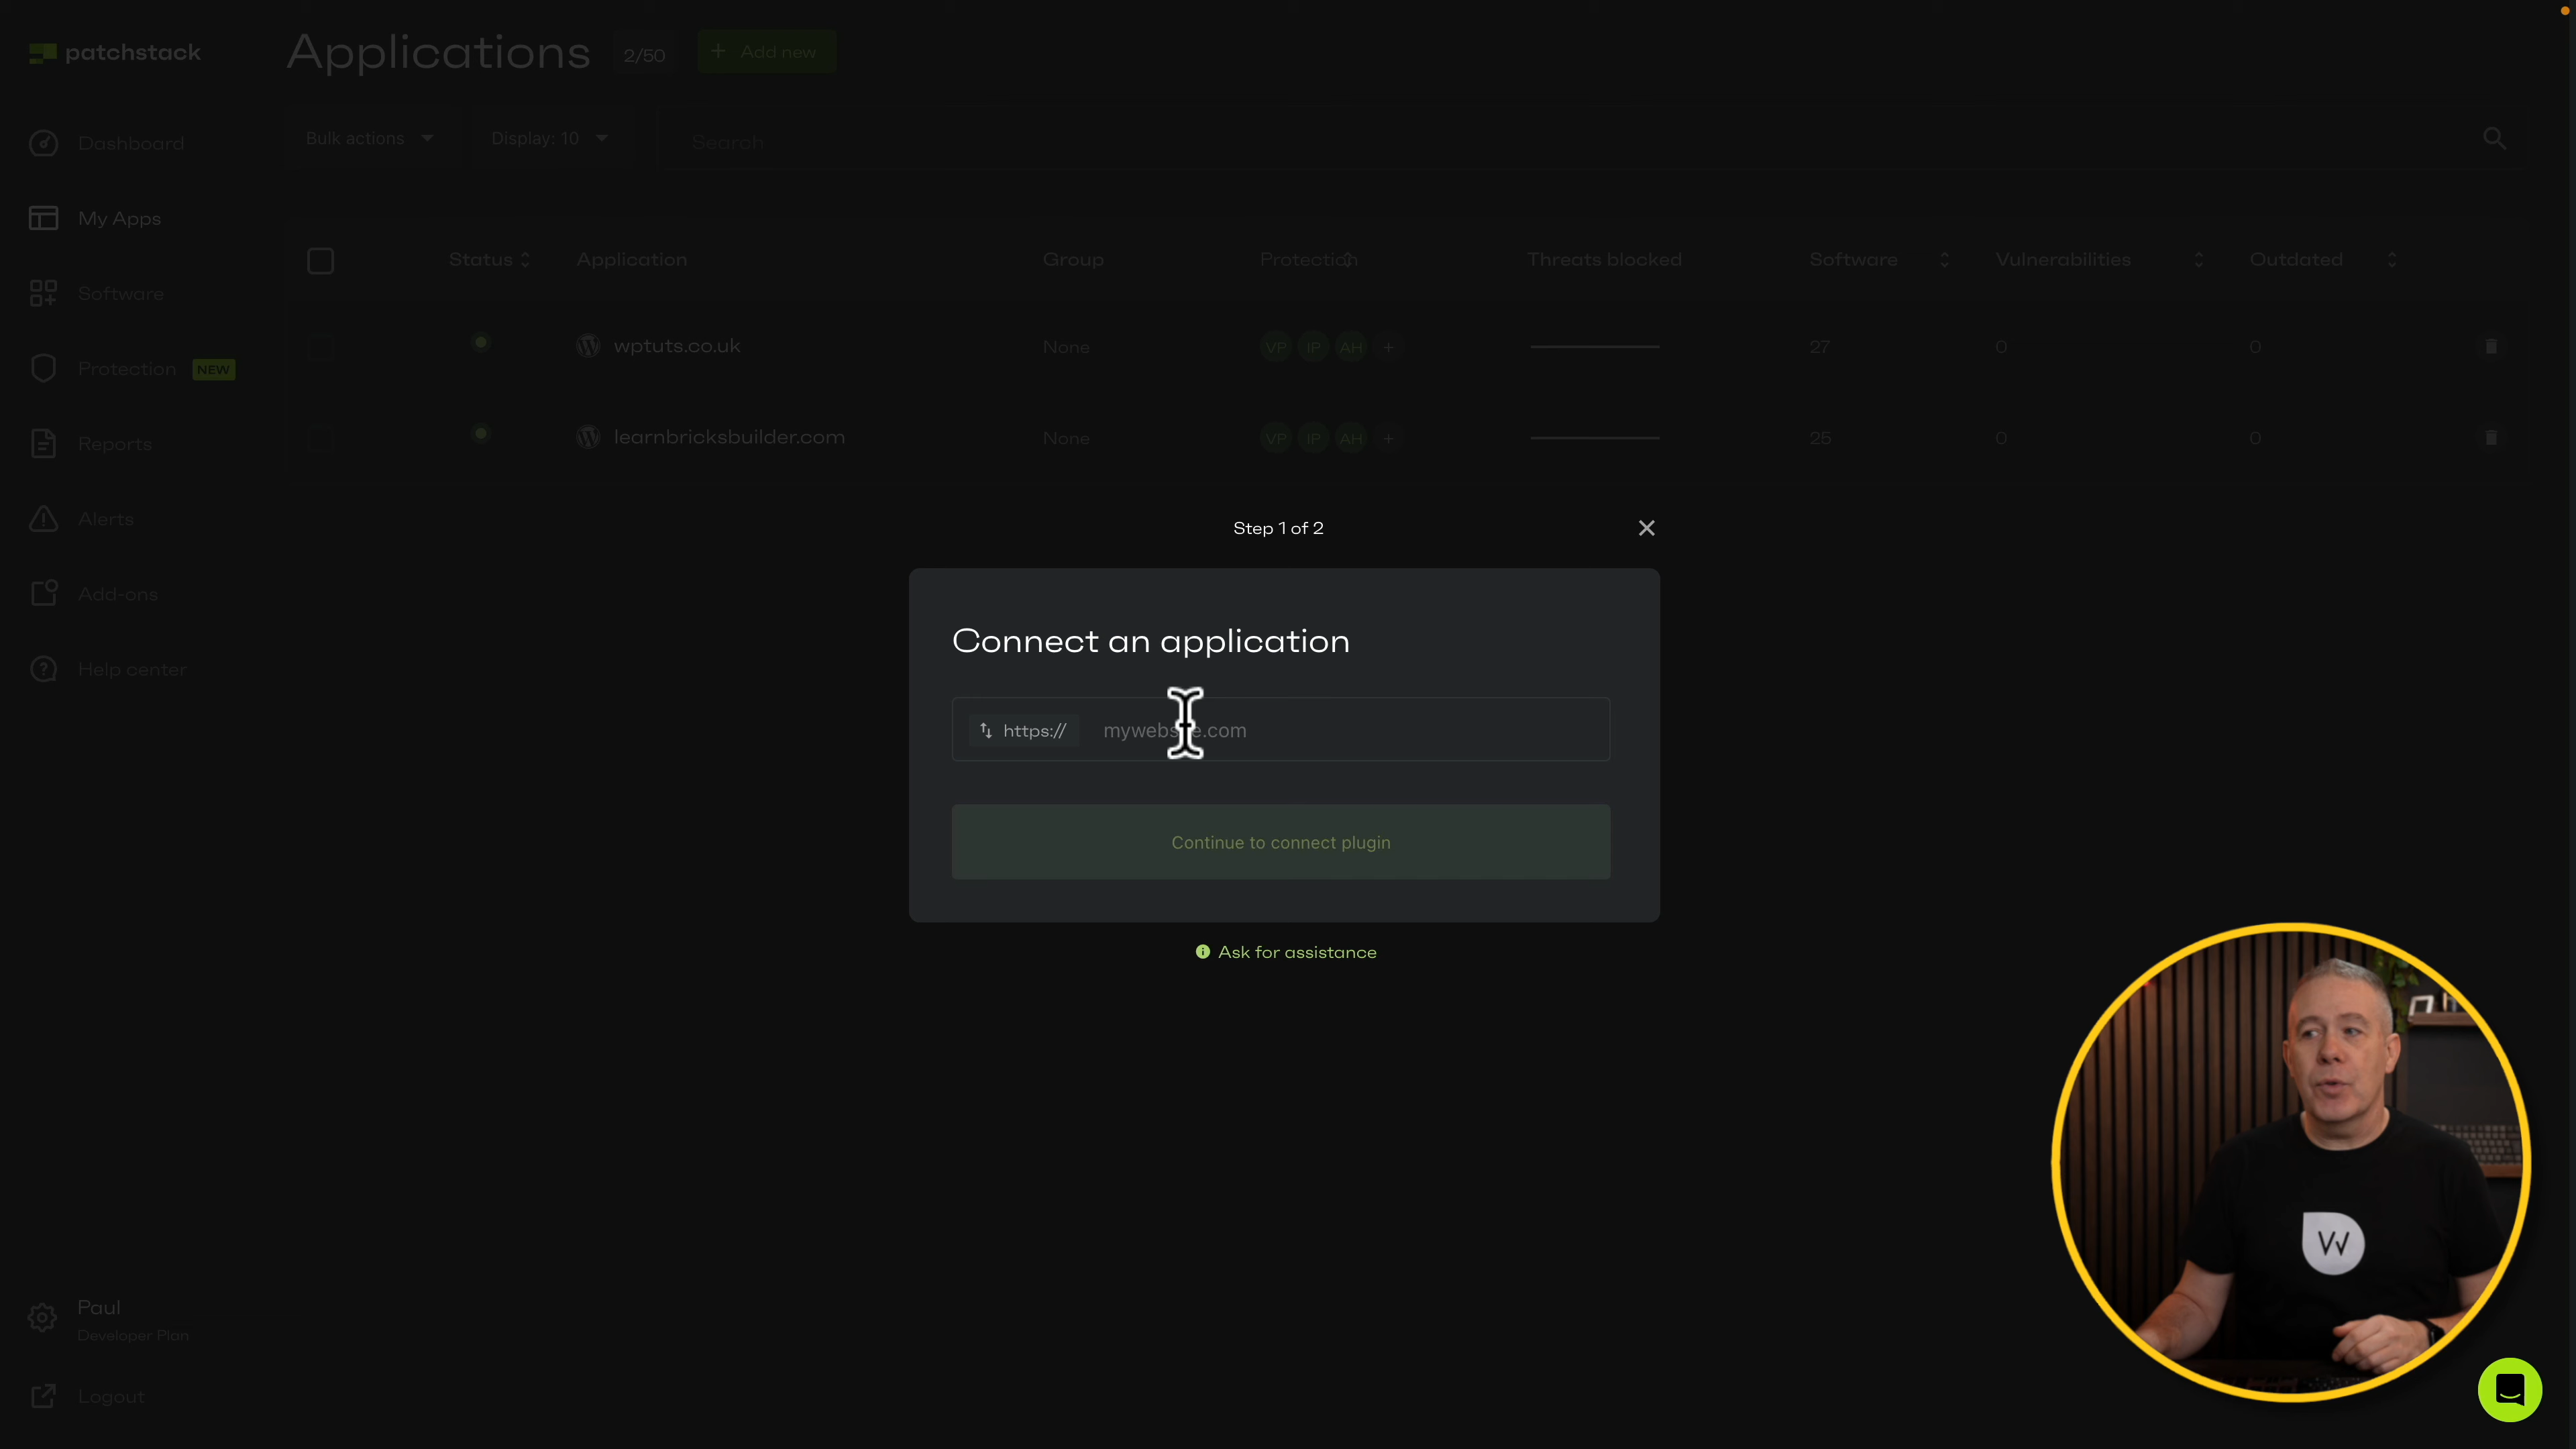 patchstack
Applications 2/50 + Add new
Bulk actions Display: 10 Search
Dashboard
My Apps
Software
Protection NEW
Reports
Alerts
Add-ons
Help center
Status Application Group Protection Threats blocked Software Vulnerabilities Outdated
wptuts.co.uk None VP IP AH + 27 0 0
learnbricksbuilder.com None VP IP AH + 25 0 0
Step 1 of 2
Connect an application
https:// mywebsite.com
Continue to connect plugin
Ask for assistance
Paul
Developer Plan
Logout
W